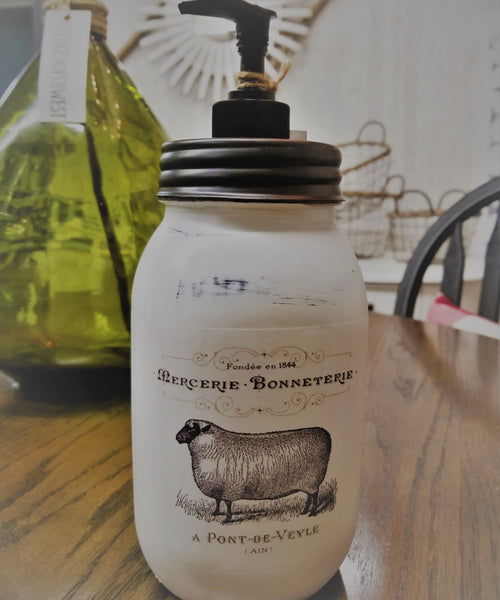 Fondée en 1844
MERCERIE · BONNETERIE
A PONT-DE-VEYLE
(AIN)